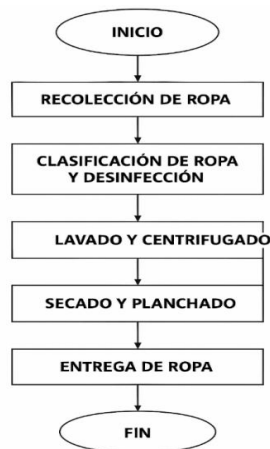 INICIO
RECOLECCIÓN DE ROPA
CLASIFICACIÓN DE ROPA
Y DESINFECCIÓN
LAVADO Y CENTRIFUGADO
SECADO Y PLANCHADO
ENTREGA DE ROPA
FIN